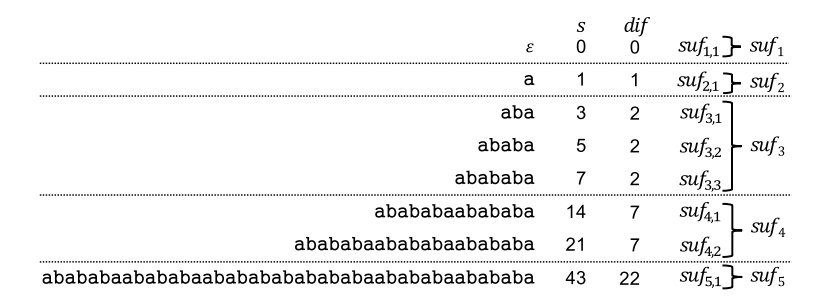 s dif
ε 0 0 suf1,1 suf1
a 1 1 suf2,1 suf2
aba 3 2 suf3,1
ababa 5 2 suf3,2 suf3
abababa 7 2 suf3,3
abababaabababa 14 7 suf4,1 suf4
abababaabababaabababa 21 7 suf4,2
abababaabababaabababababababaabababaabababa 43 22 suf5,1 suf5